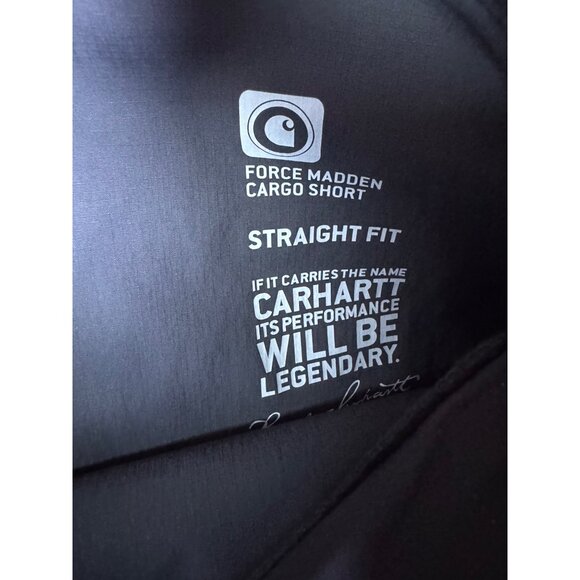 FORCE MADDEN
CARGO SHORT
STRAIGHT FIT
IF IT CARRIES THE NAME
CARHARTT
ITS PERFORMANCE
WILL BE
LEGENDARY.